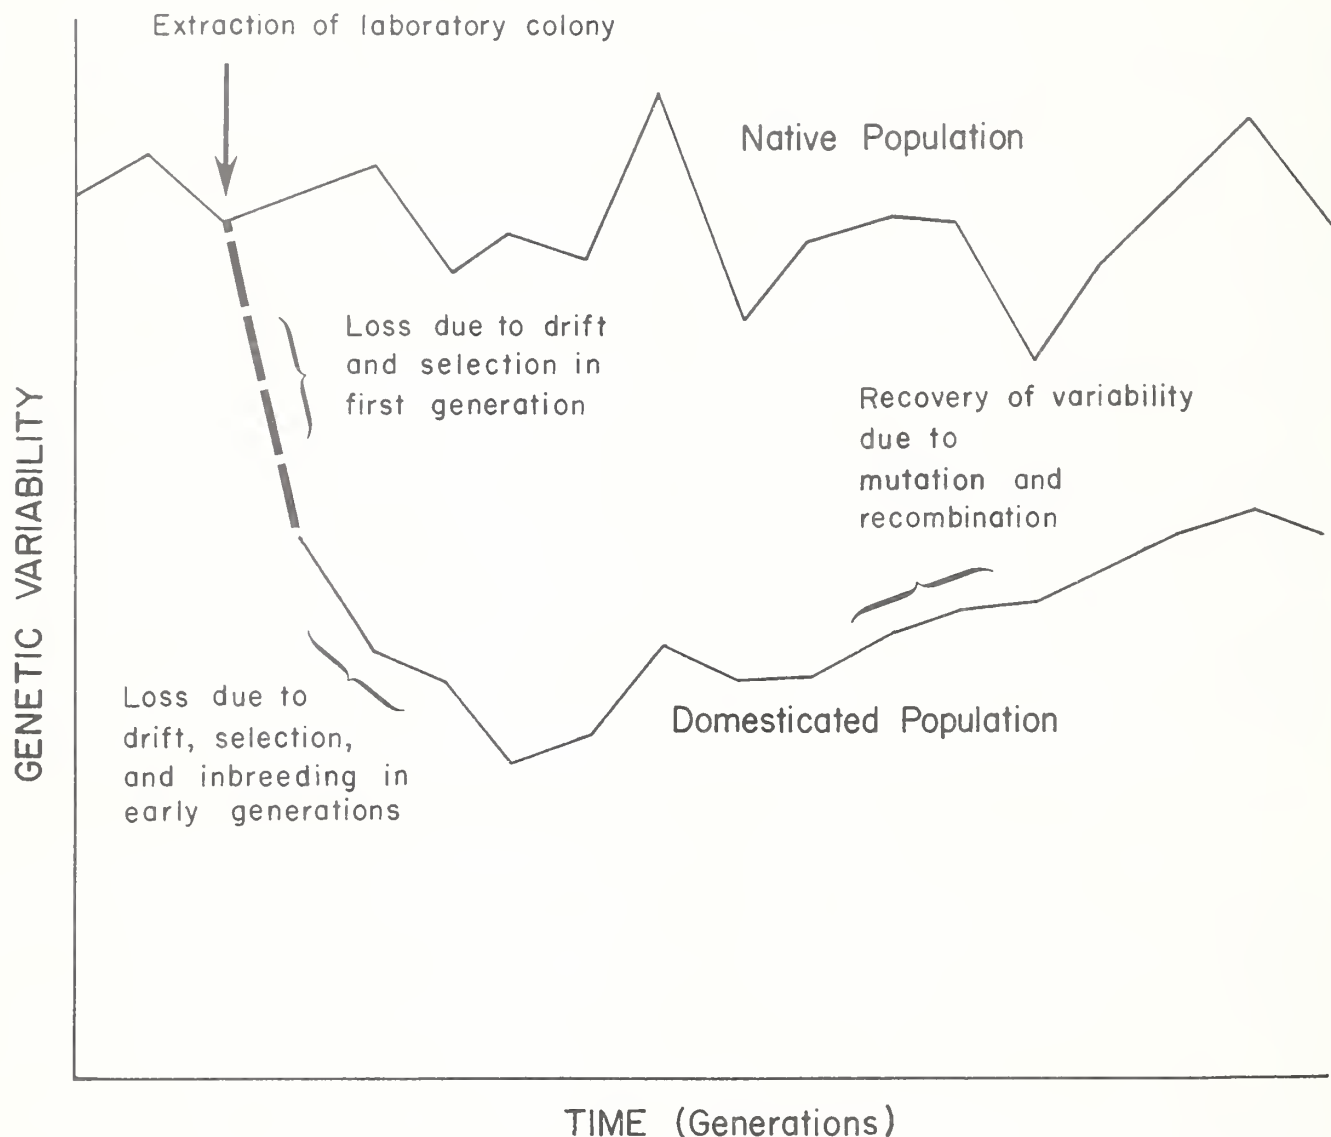 Extraction of laboratory colony
Native Population
Loss due to drift
and selection in
first generation
Recovery of variability
due to
mutation and
recombination
GENETIC VARIABILITY
Loss due to
drift, selection,
and inbreeding in
early generations
Domesticated Population
TIME (Generations)